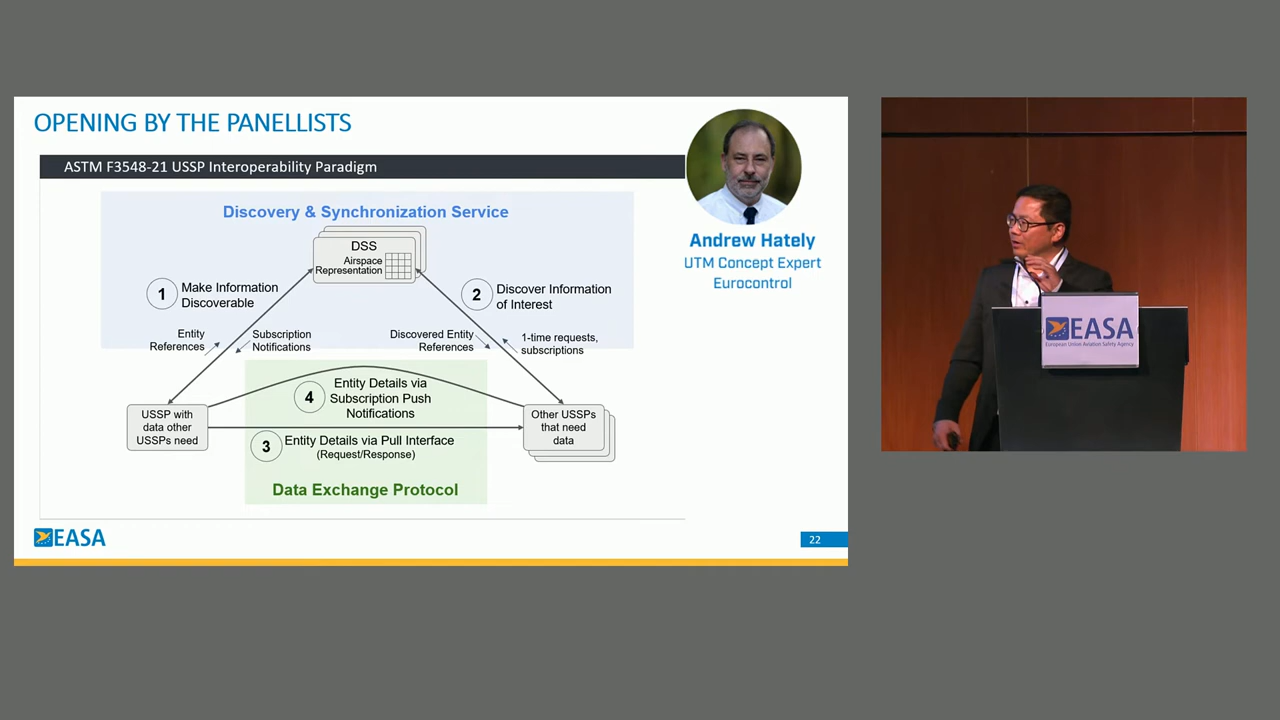 OPENING BY THE PANELLISTS
ASTM F3548-21 USSP Interoperability Paradigm
Discovery & Synchronization Service
DSS
Airspace
Representation
1
Make Information
Discoverable
2
Discover Information
of Interest
Entity
References
Subscription
Notifications
Discovered Entity
References
1-time requests,
subscriptions
4
Entity Details via
Subscription Push
Notifications
USSP with
data other
USSPs need
Other USSPs
that need
data
3
Entity Details via Pull Interface
(Request/Response)
Data Exchange Protocol
Andrew Hately
UTM Concept Expert
Eurocontrol
EASA
22
EASA
European Union Aviation Safety Agency